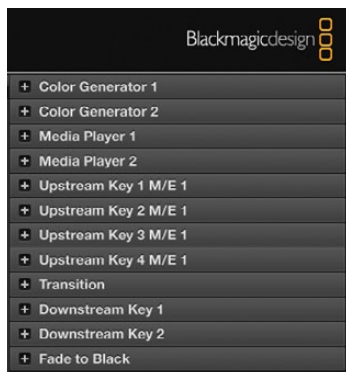 Blackmagicdesign
Color Generator 1
Color Generator 2
Media Player 1
Media Player 2
Upstream Key 1 M/E 1
Upstream Key 2 M/E 1
Upstream Key 3 M/E 1
Upstream Key 4 M/E 1
Transition
Downstream Key 1
Downstream Key 2
Fade to Black